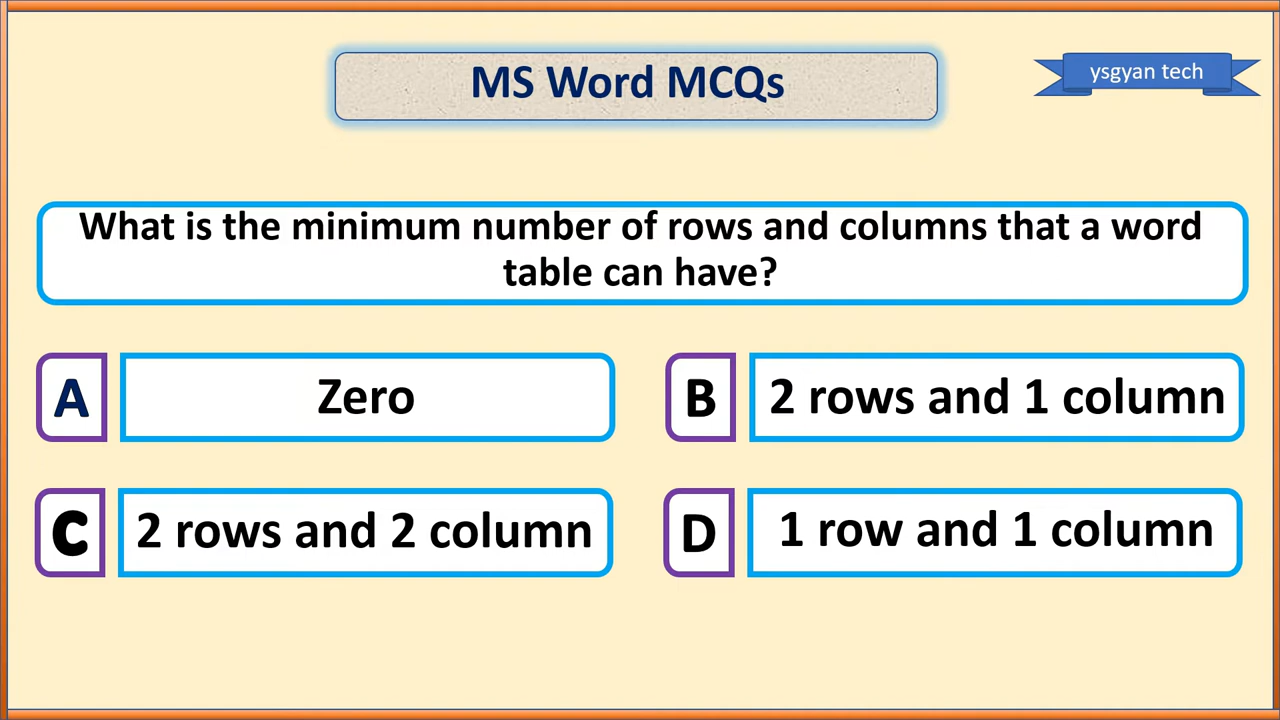 MS Word MCQs
ysgyan tech
What is the minimum number of rows and columns that a word
table can have?
A
Zero
B
2 rows and 1 column
C
2 rows and 2 column
D
1 row and 1 column